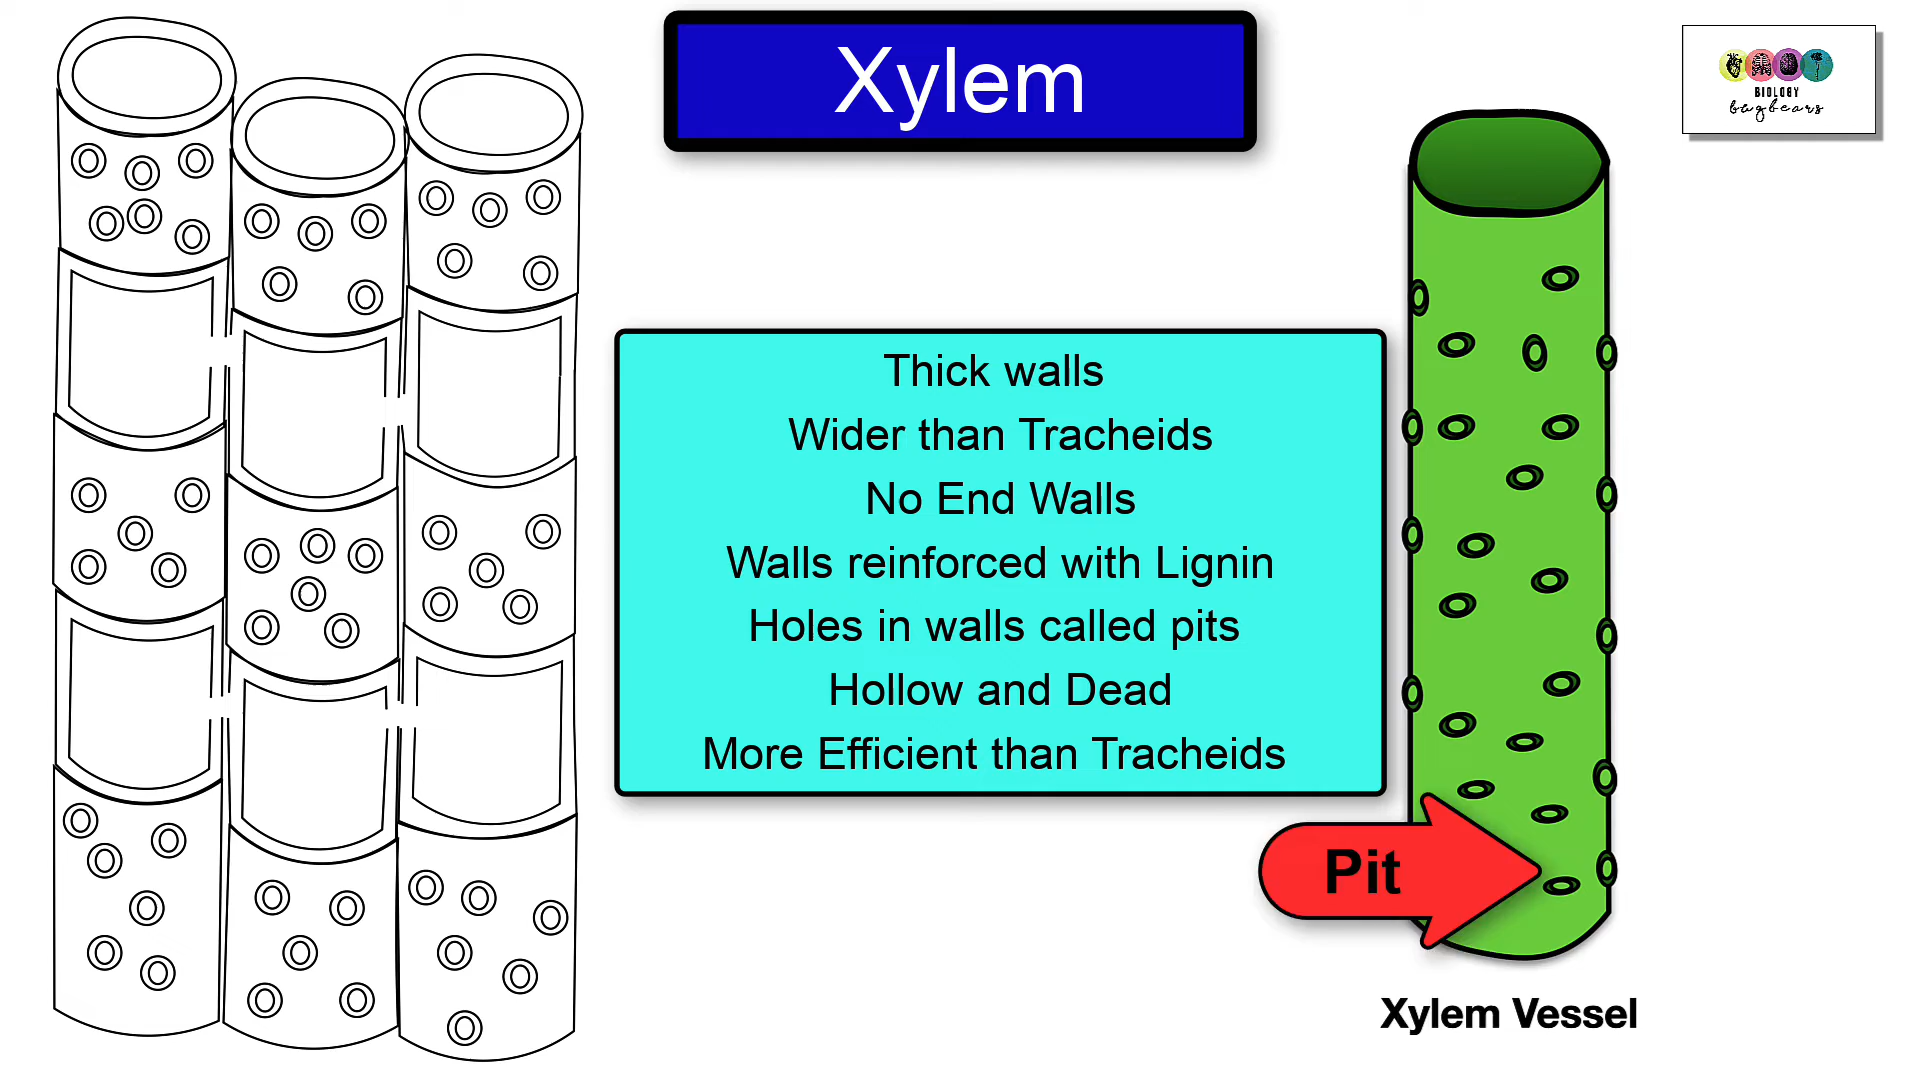 Xylem
BIOLOGY
bugbears
Thick walls
Wider than Tracheids
No End Walls
Walls reinforced with Lignin
Holes in walls called pits
Hollow and Dead
More Efficient than Tracheids
Pit
Xylem Vessel